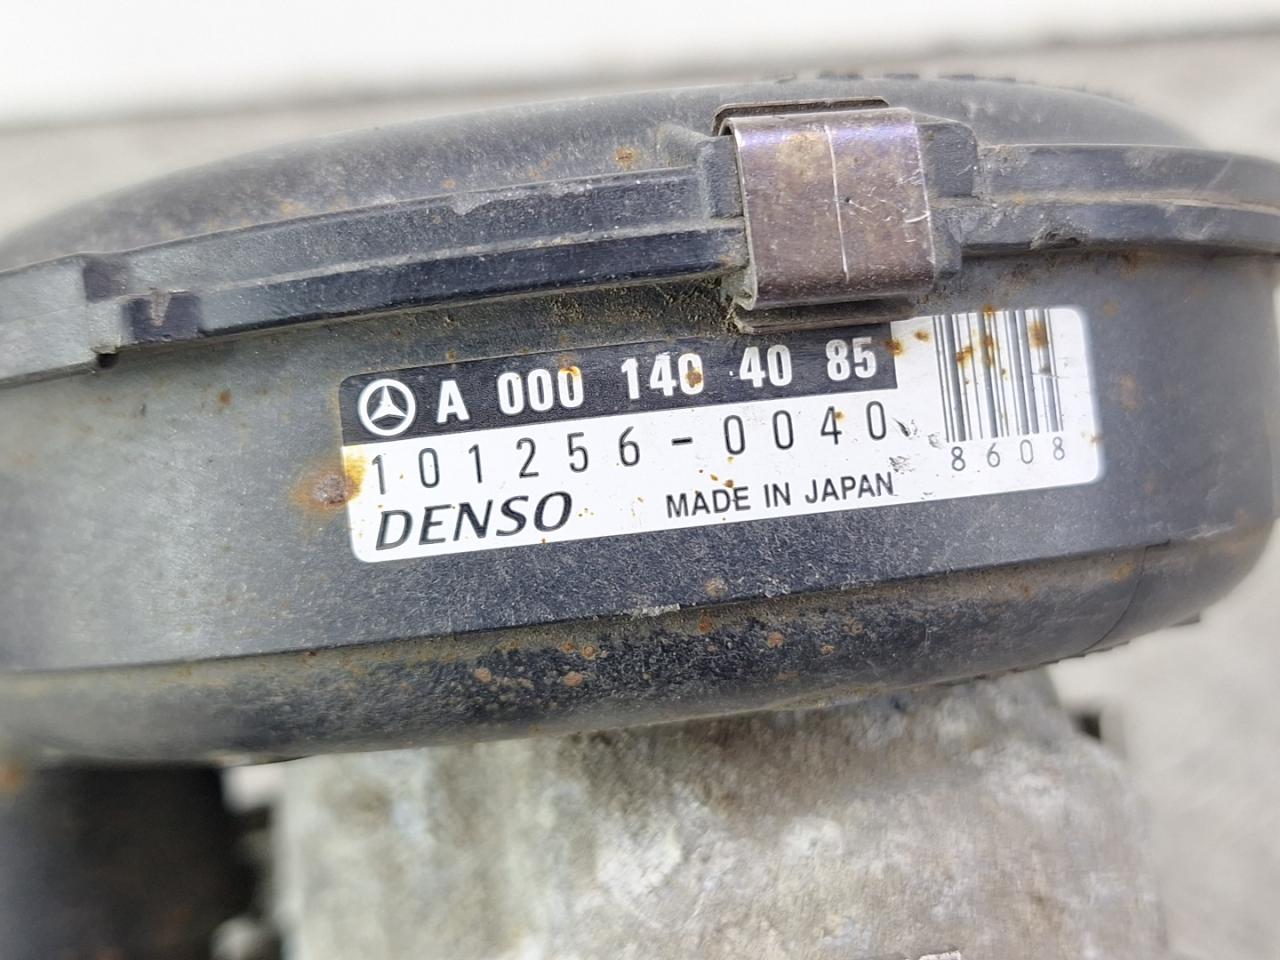 A 000 140 40 85
101256-0040
DENSO MADE IN JAPAN
8608